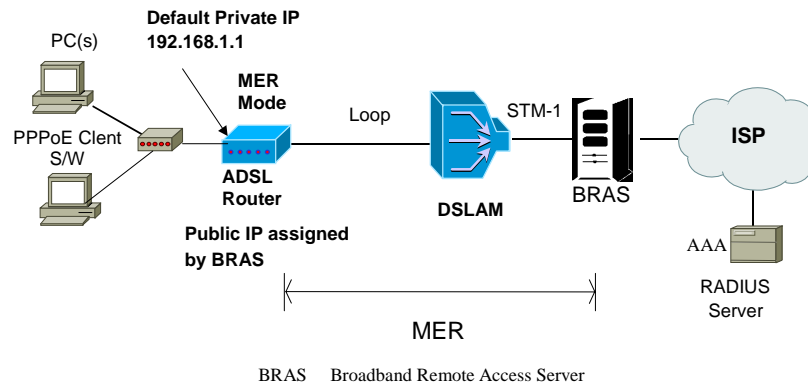 Default Private IP
192.168.1.1
PC(s)
MER
Mode
Loop
STM-1
ISP
PPPoE Clent
S/W
ADSL
Router
DSLAM
BRAS
Public IP assigned
by BRAS
AAA
RADIUS
Server
MER
BRAS Broadband Remote Access Server